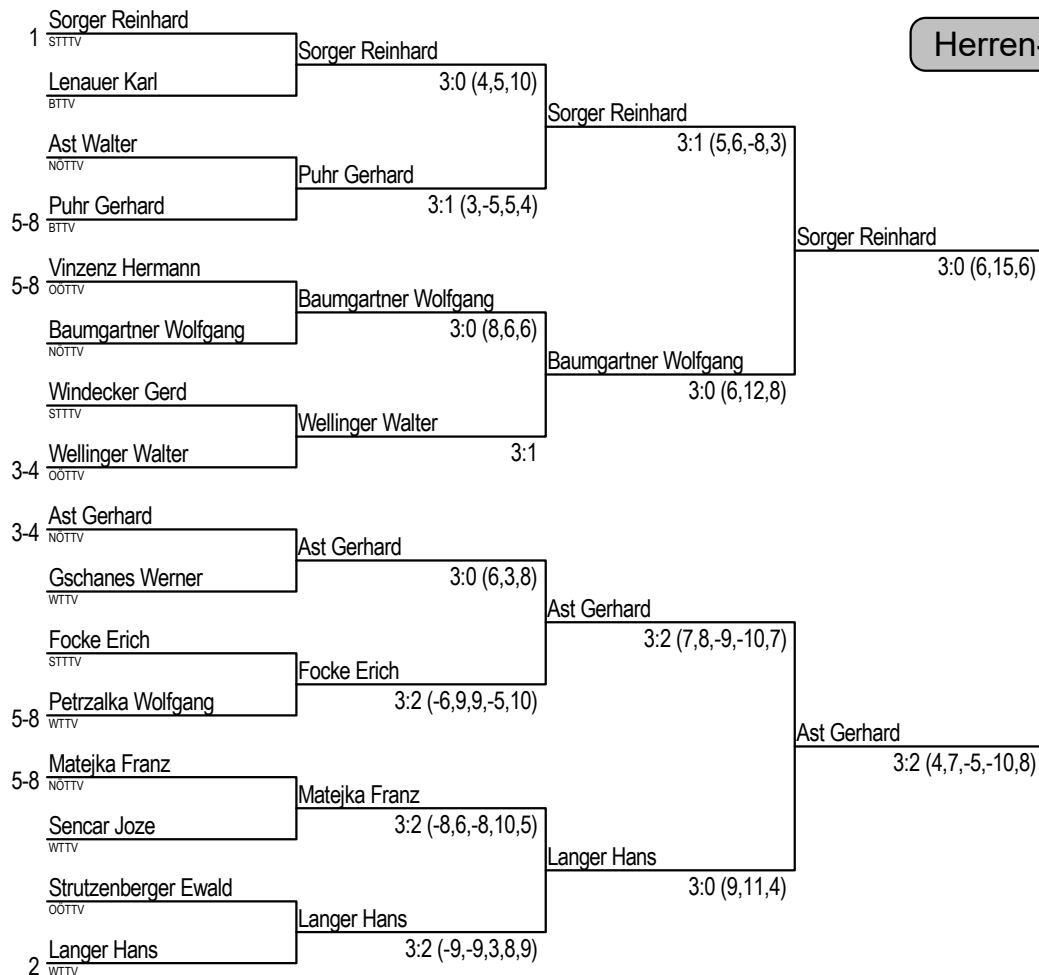 Herren-
1 Sorger Reinhard
STTTV
Lenauer Karl
BTTV
Ast Walter
NÖTTV
5-8 Puhr Gerhard
BTTV
5-8 Vinzenz Hermann
OÖTTV
Baumgartner Wolfgang
NÖTTV
Windecker Gerd
STTTV
3-4 Wellinger Walter
OÖTTV
3-4 Ast Gerhard
NÖTTV
Gschanes Werner
WTTV
Focke Erich
STTTV
5-8 Petrzalka Wolfgang
WTTV
5-8 Matejka Franz
NÖTTV
Sencar Joze
WTTV
Strutzenberger Ewald
OÖTTV
2 Langer Hans
WTTV
Sorger Reinhard
3:0 (4,5,10)
Puhr Gerhard
3:1 (3,-5,5,4)
Baumgartner Wolfgang
3:0 (8,6,6)
Wellinger Walter
3:1
Ast Gerhard
3:0 (6,3,8)
Focke Erich
3:2 (-6,9,9,-5,10)
Matejka Franz
3:2 (-8,6,-8,10,5)
Langer Hans
3:2 (-9,-9,3,8,9)
Sorger Reinhard
3:1 (5,6,-8,3)
Baumgartner Wolfgang
3:0 (6,12,8)
Ast Gerhard
3:2 (7,8,-9,-10,7)
Langer Hans
3:0 (9,11,4)
Sorger Reinhard
3:0 (6,15,6)
Ast Gerhard
3:2 (4,7,-5,-10,8)